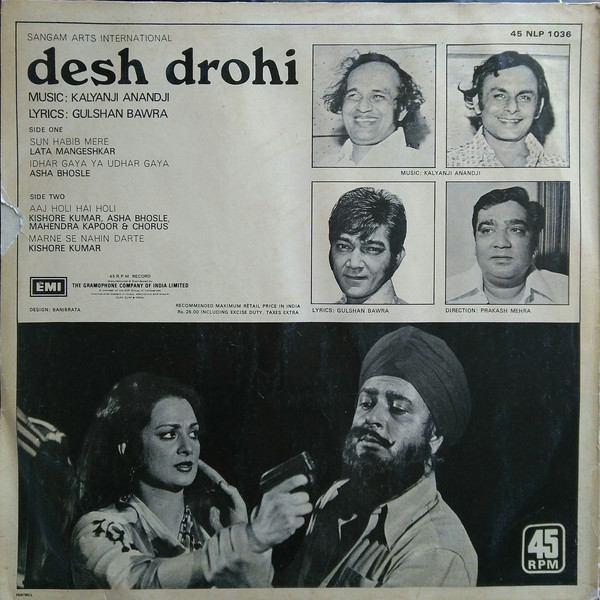 SANGAM ARTS INTERNATIONAL
45 NLP 1036
desh drohi
MUSIC: KALYANJI ANANDJI
LYRICS: GULSHAN BAWRA
SIDE ONE
SUN HABIB MERE
LATA MANGESHKAR
IDHAR GAYA YA UDHAR GAYA
ASHA BHOSLE
SIDE TWO
AAJ HOLI HAI HOLI
KISHORE KUMAR, ASHA BHOSLE,
MAHENDRA KAPOOR & CHORUS
MARNE SE NAHIN DARTE
KISHORE KUMAR
MUSIC: KALYANJI ANANDJI
EMI
45 R.P.M. RECORD
THE GRAMOPHONE COMPANY OF INDIA LIMITED
DESIGN: BANIBRATA
RECOMMENDED MAXIMUM RETAIL PRICE IN INDIA
Rs. 26.00 INCLUDING EXCISE DUTY. TAXES EXTRA
LYRICS: GULSHAN BAWRA
DIRECTION: PRAKASH MEHRA
45
RPM